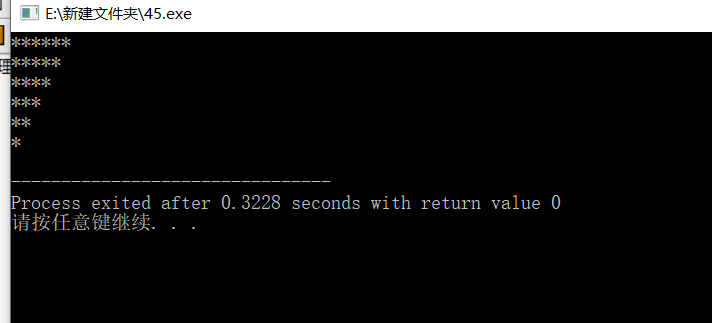 E:\新建文件夹\45.exe
******
*****
****
***
**
*
--------------------------------
Process exited after 0.3228 seconds with return value 0
请按任意键继续. . .
理